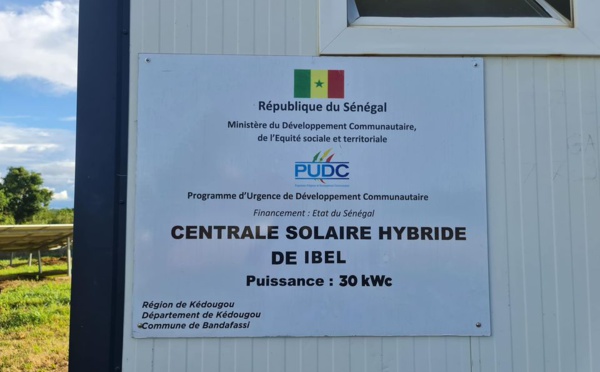 République du Sénégal
Ministère du Développement Communautaire,
de l'Equité sociale et territoriale
PUDC
Programme d'Urgence de Développement Communautaire
Financement : Etat du Sénégal
CENTRALE SOLAIRE HYBRIDE
DE IBEL
Puissance : 30 kWc
Région de Kédougou
Département de Kédougou
Commune de Bandafassi